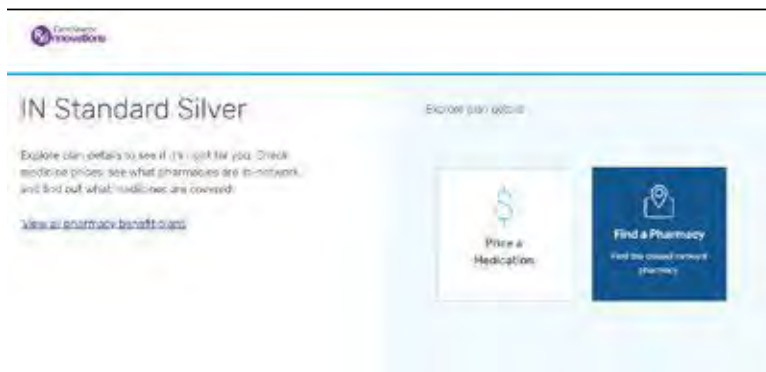 Rx innovations
IN Standard Silver
Explore plan details
Explore plan details to see if it's right for you. Check
medicine prices, see what pharmacies are in-network,
and find out what medicines are covered.
View all pharmacy benefit plans
Price a
Medication
Find a Pharmacy
Find the closest network
pharmacy